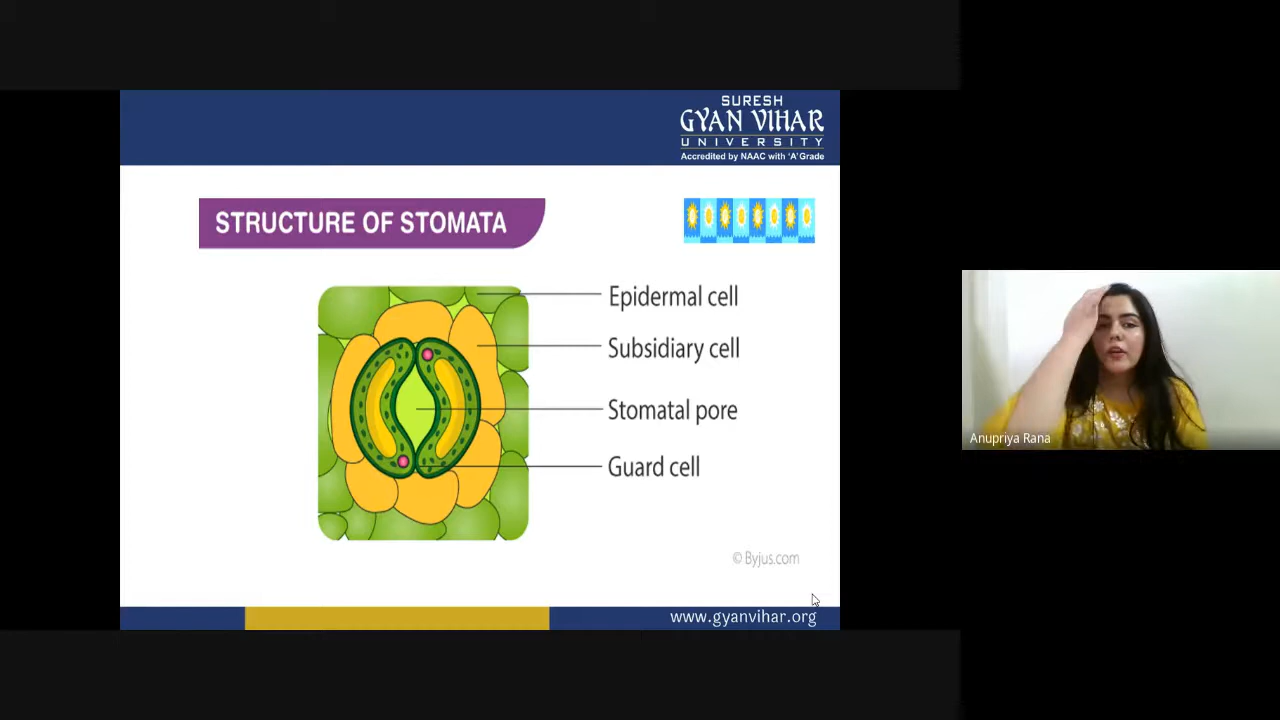 SURESH
GYAN VIHAR
UNIVERSITY
Accredited by NAAC with 'A' Grade
STRUCTURE OF STOMATA
Epidermal cell
Subsidiary cell
Stomatal pore
Guard cell
© Byjus.com
www.gyanvihar.org
Anupriya Rana